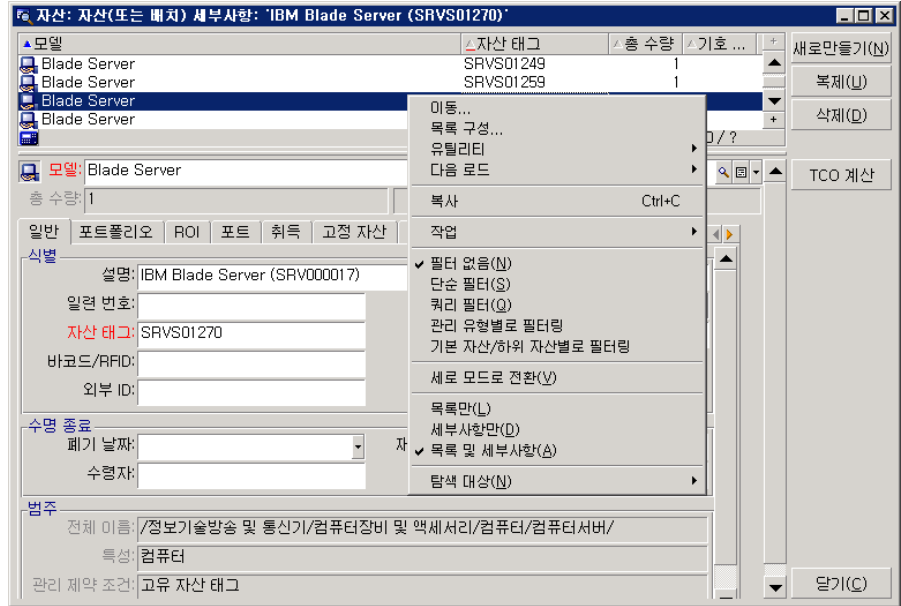 자산: 자산(또는 배치) 세부사항: 'IBM Blade Server (SRVS01270)'
모델 자산 태그 총 수량 기호 ...
Blade Server SRVS01249 1
Blade Server SRVS01259 1
Blade Server
Blade Server
0 / ?
새로만들기(N)
복제(U)
삭제(D)
TCO 계산
닫기(C)
모델: Blade Server
총 수량: 1
일반 포트폴리오 ROI 포트 취득 고정 자산
식별
설명: IBM Blade Server (SRV000017)
일련 번호:
자산 태그: SRVS01270
바코드/RFID:
외부 ID:
수명 종료
폐기 날짜:
수령자:
범주
전체 이름: /정보기술방송 및 통신기/컴퓨터장비 및 액세서리/컴퓨터/컴퓨터서버/
특성: 컴퓨터
관리 제약 조건: 고유 자산 태그
이동...
목록 구성...
유틸리티
다음 로드
복사 Ctrl+C
작업
필터 없음(N)
단순 필터(S)
쿼리 필터(Q)
관리 유형별로 필터링
기본 자산/하위 자산별로 필터링
세로 모드로 전환(V)
목록만(L)
세부사항만(D)
목록 및 세부사항(A)
탐색 대상(N)